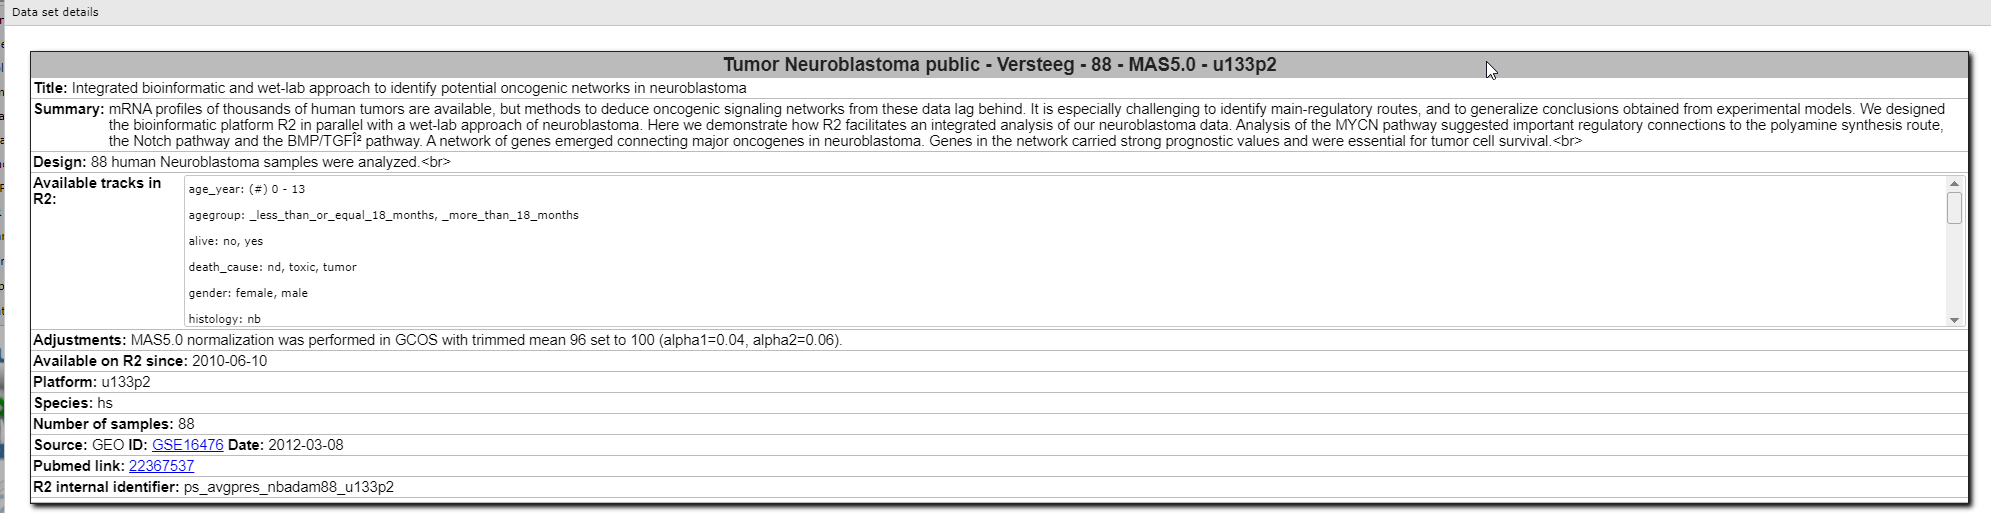 Data set details
Tumor Neuroblastoma public - Versteeg - 88 - MAS5.0 - u133p2
Title: Integrated bioinformatic and wet-lab approach to identify potential oncogenic networks in neuroblastoma
Summary: mRNA profiles of thousands of human tumors are available, but methods to deduce oncogenic signaling networks from these data lag behind. It is especially challenging to identify main-regulatory routes, and to generalize conclusions obtained from experimental models. We designed
the bioinformatic platform R2 in parallel with a wet-lab approach of neuroblastoma. Here we demonstrate how R2 facilitates an integrated analysis of our neuroblastoma data. Analysis of the MYCN pathway suggested important regulatory connections to the polyamine synthesis route,
the Notch pathway and the BMP/TGFÎ² pathway. A network of genes emerged connecting major oncogenes in neuroblastoma. Genes in the network carried strong prognostic values and were essential for tumor cell survival.<br>
Design: 88 human Neuroblastoma samples were analyzed.<br>
Available tracks in
R2:
age_year: (#) 0 - 13
agegroup: _less_than_or_equal_18_months, _more_than_18_months
alive: no, yes
death_cause: nd, toxic, tumor
gender: female, male
histology: nb
Adjustments: MAS5.0 normalization was performed in GCOS with trimmed mean 96 set to 100 (alpha1=0.04, alpha2=0.06).
Available on R2 since: 2010-06-10
Platform: u133p2
Species: hs
Number of samples: 88
Source: GEO ID: GSE16476 Date: 2012-03-08
Pubmed link: 22367537
R2 internal identifier: ps_avgpres_nbadam88_u133p2